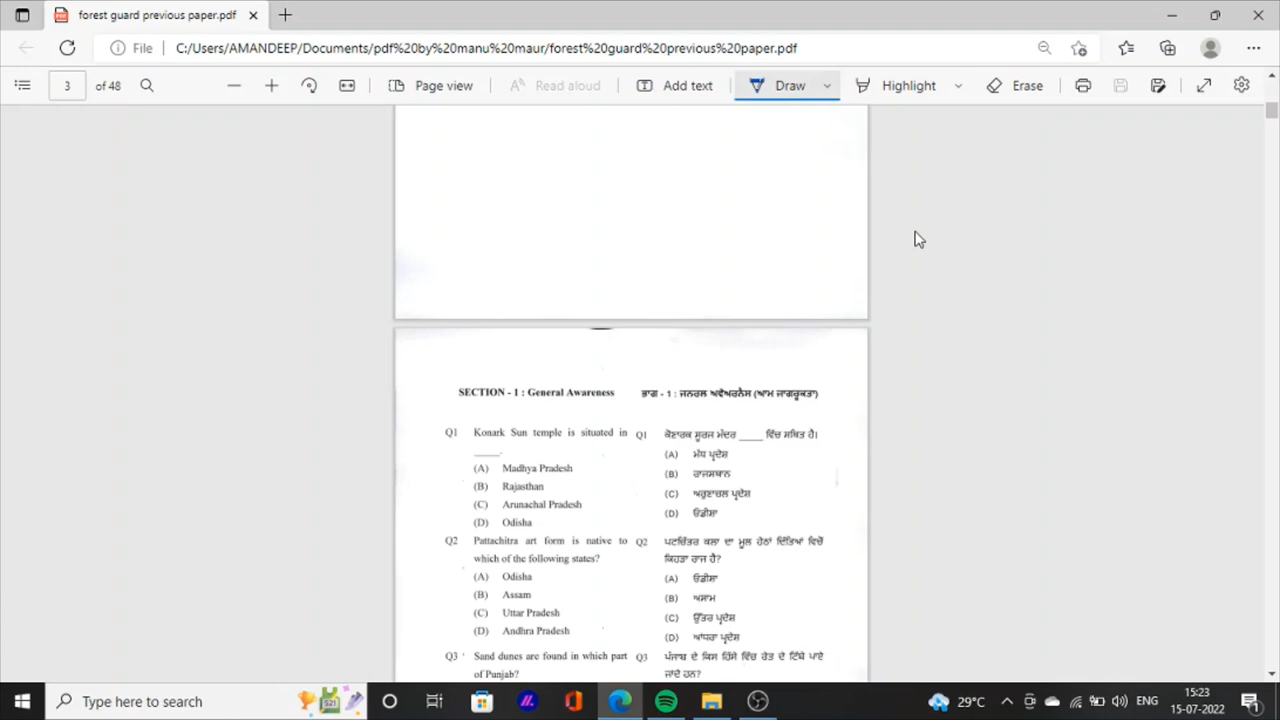 forest guard previous paper.pdf
File C:/Users/AMANDEEP/Documents/pdf%20by%20manu%20maur/forest%20guard%20previous%20paper.pdf
3 of 48 Page view Read aloud Add text Draw Highlight Erase
SECTION - 1 : General Awareness
Q1 Konark Sun temple is situated in
_____.
(A) Madhya Pradesh
(B) Rajasthan
(C) Arunachal Pradesh
(D) Odisha
Q2 Pattachitra art form is native to
which of the following states?
(A) Odisha
(B) Assam
(C) Uttar Pradesh
(D) Andhra Pradesh
Q3 Sand dunes are found in which part
of Punjab?
ਭਾਗ - 1 : ਜਨਰਲ ਅਵੇਅਰਨੈਸ (ਆਮ ਜਾਗਰੂਕਤਾ)
Q1 ਕੋਣਾਰਕ ਸੂਰਜ ਮੰਦਰ _____ ਵਿੱਚ ਸਥਿਤ ਹੈ।
(A) ਮੱਧ ਪ੍ਰਦੇਸ਼
(B) ਰਾਜਸਥਾਨ
(C) ਅਰੁਣਾਚਲ ਪ੍ਰਦੇਸ਼
(D) ਓਡੀਸ਼ਾ
Q2 ਪਟਚਿੱਤਰ ਕਲਾ ਦਾ ਮੂਲ ਹੇਠਾਂ ਦਿੱਤਿਆਂ ਵਿਚੋਂ
ਕਿਹੜਾ ਰਾਜ ਹੈ?
(A) ਓਡੀਸ਼ਾ
(B) ਅਸਾਮ
(C) ਉੱਤਰ ਪ੍ਰਦੇਸ਼
(D) ਆਂਧਰਾ ਪ੍ਰਦੇਸ਼
Q3 ਪੰਜਾਬ ਦੇ ਕਿਸ ਹਿੱਸੇ ਵਿੱਚ ਰੇਤ ਦੇ ਟਿੱਬੇ ਪਾਏ
ਜਾਂਦੇ ਹਨ?
Type here to search
29°C ENG 15:23
15-07-2022